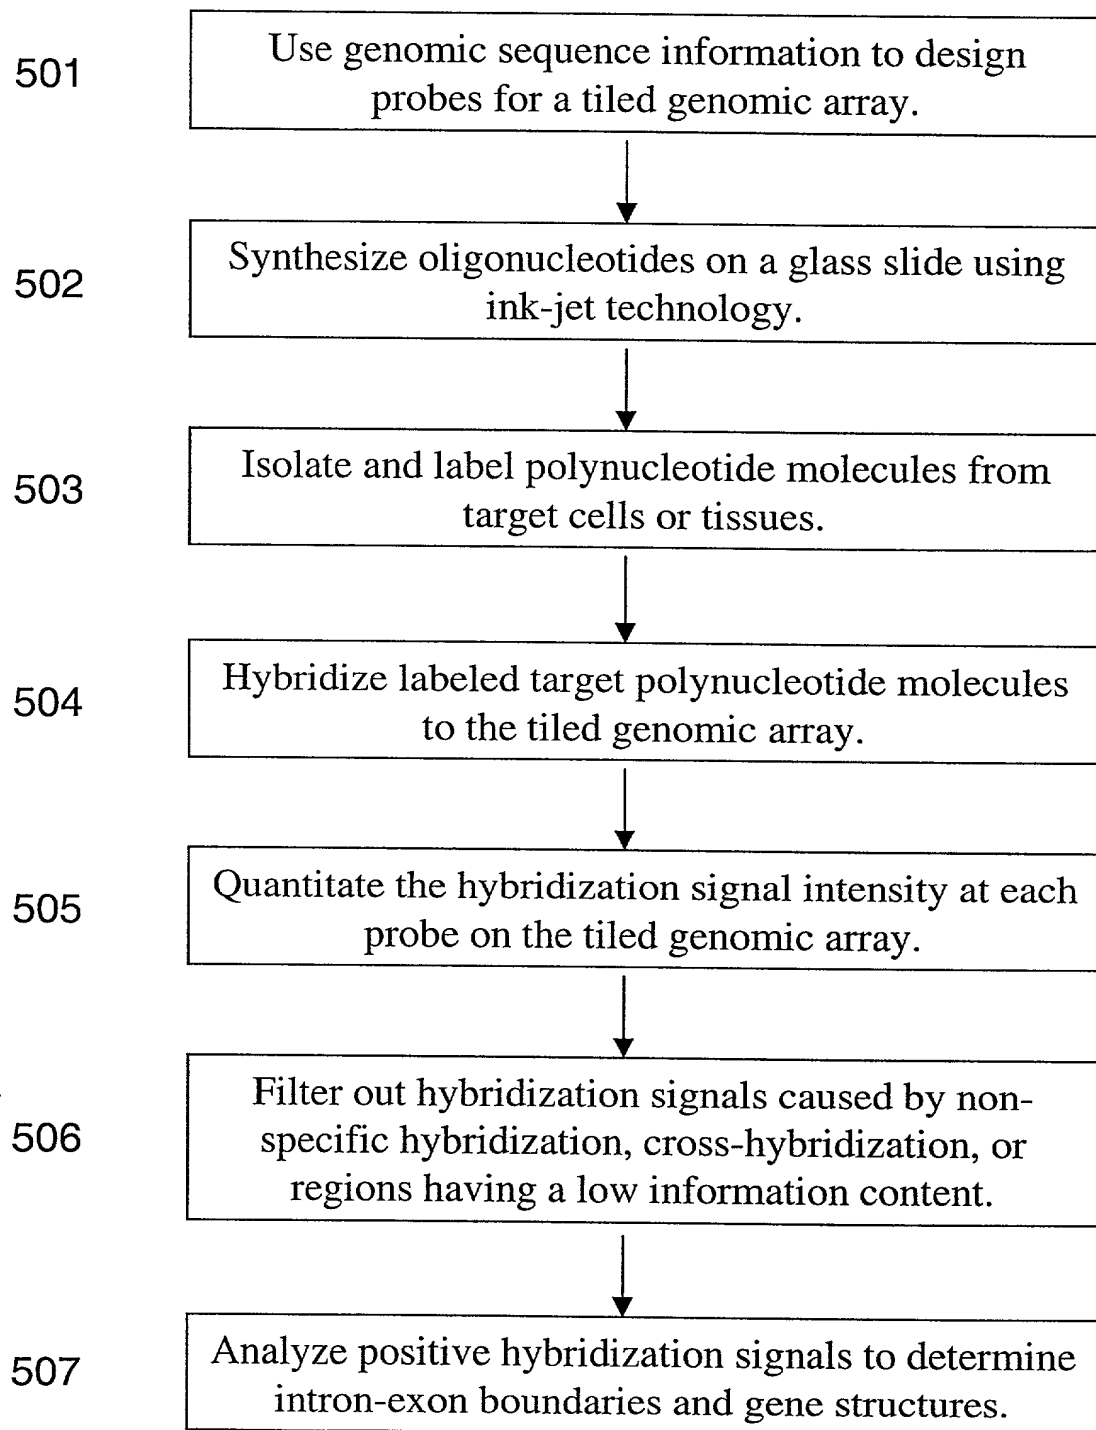 501
Use genomic sequence information to design
probes for a tiled genomic array.
502
Synthesize oligonucleotides on a glass slide using
ink-jet technology.
503
Isolate and label polynucleotide molecules from
target cells or tissues.
504
Hybridize labeled target polynucleotide molecules
to the tiled genomic array.
505
Quantitate the hybridization signal intensity at each
probe on the tiled genomic array.
506
Filter out hybridization signals caused by non-
specific hybridization, cross-hybridization, or
regions having a low information content.
507
Analyze positive hybridization signals to determine
intron-exon boundaries and gene structures.